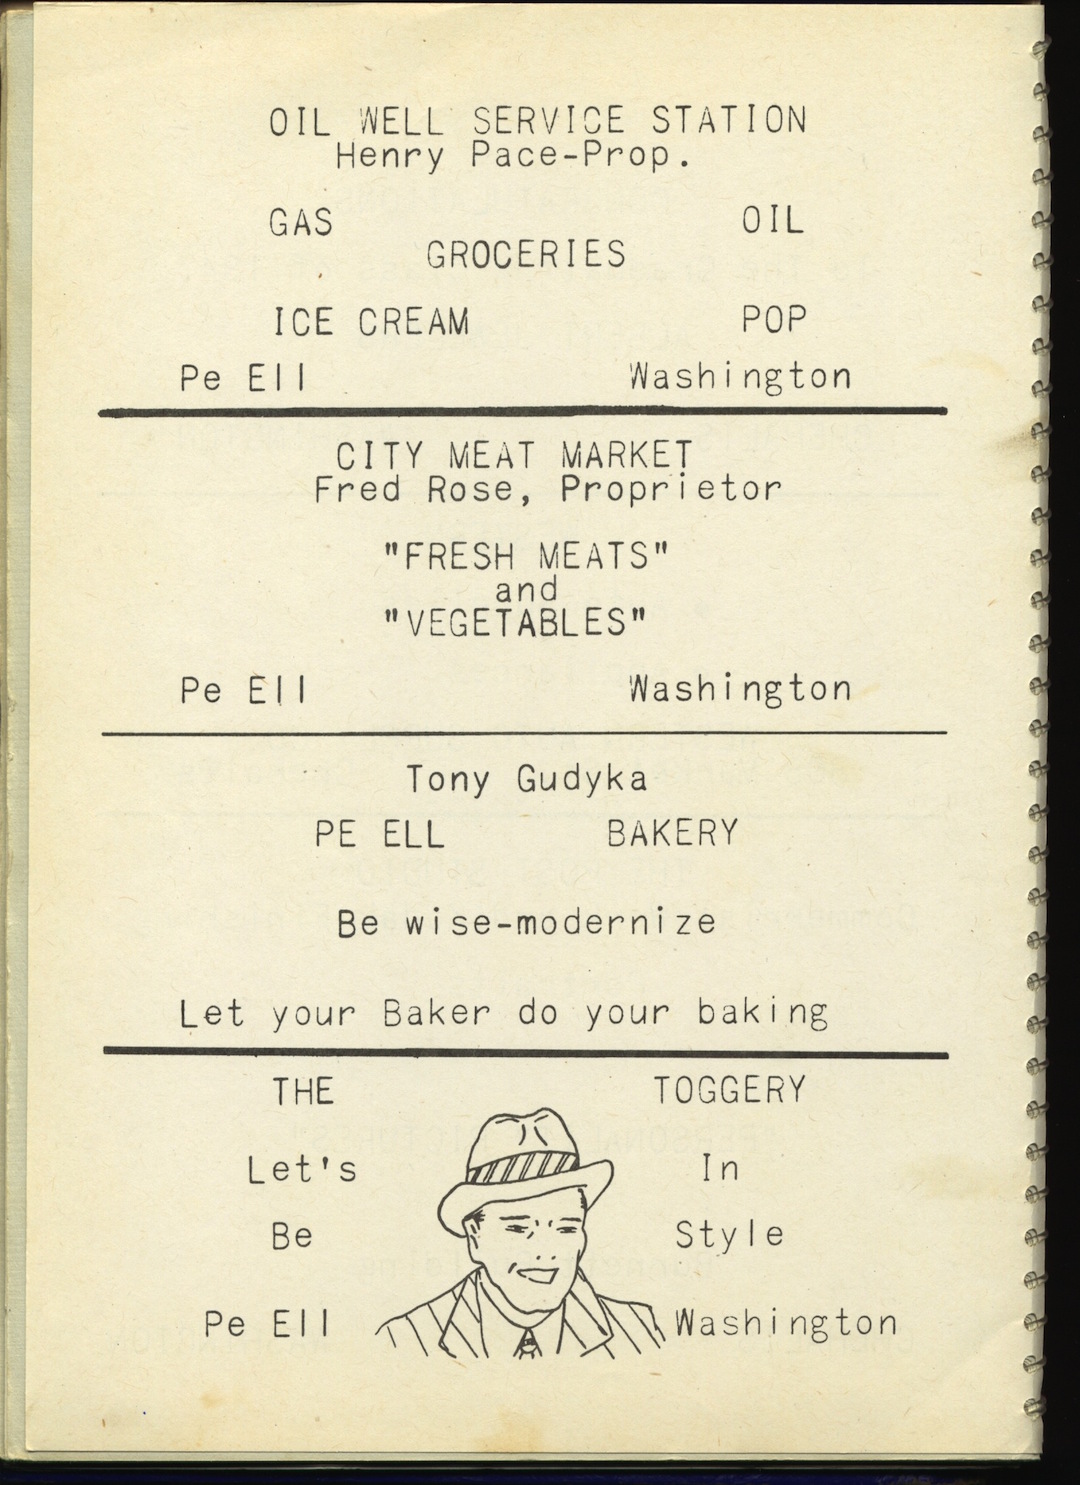 OIL WELL SERVICE STATION
Henry Pace-Prop.
GAS OIL
GROCERIES
ICE CREAM POP
Pe Ell Washington
CITY MEAT MARKET
Fred Rose, Proprietor
"FRESH MEATS"
and
"VEGETABLES"
Pe Ell Washington
Tony Gudyka
PE ELL BAKERY
Be wise-modernize
Let your Baker do your baking
THE TOGGERY
Let's In
Be Style
Pe Ell Washington